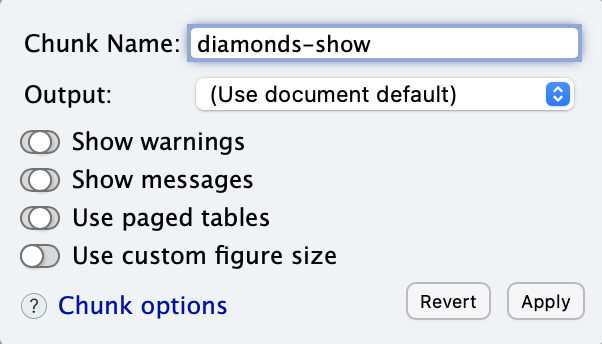 Chunk Name: diamonds-show
Output: (Use document default)
Show warnings
Show messages
Use paged tables
Use custom figure size
? Chunk options Revert Apply